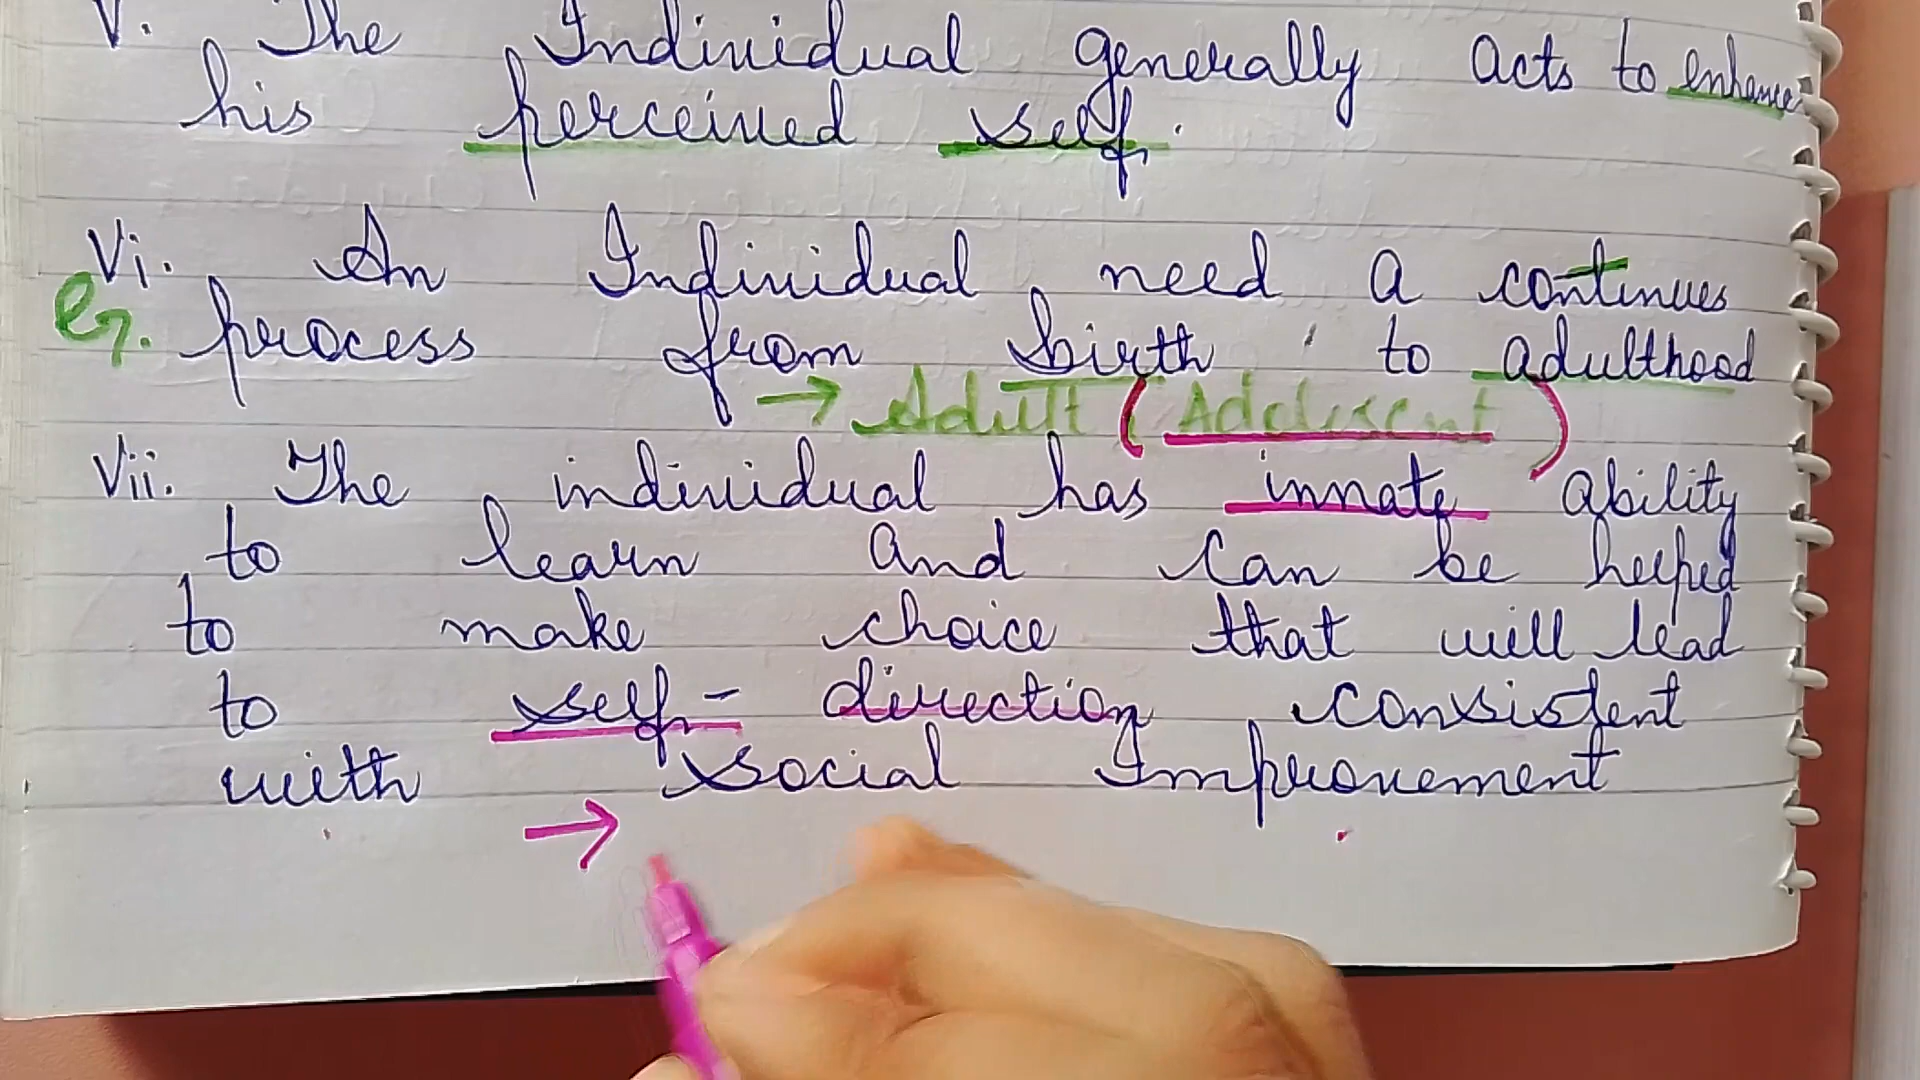 V. The Individual generally acts to enhance
his perceived self.
Vi. An Individual need a continues
eg. process from birth to adulthood
→ Adult (Adolescent)
Vii. The individual has innate ability
to learn and can be helped
to make choice that will lead
to self-direction consistent
with social Improvement
→